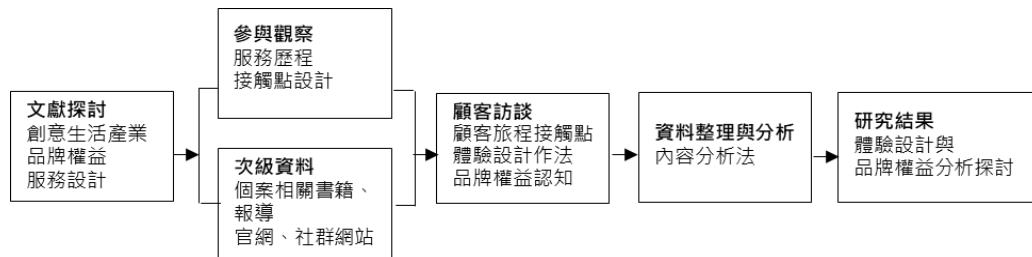 文獻探討
創意生活產業
品牌權益
服務設計
參與觀察
服務歷程
接觸點設計
次級資料
個案相關書籍、
報導
官網、社群網站
顧客訪談
顧客旅程接觸點
體驗設計作法
品牌權益認知
資料整理與分析
內容分析法
研究結果
體驗設計與
品牌權益分析探討